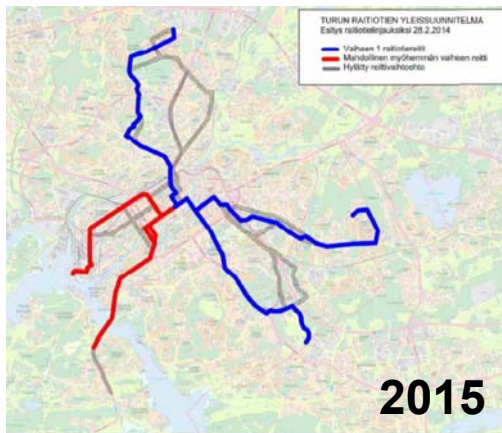 TURUN RAITIOTIEN YLEISSUUNNITELMA
Esitys raitiotielinjauksiksi 28.2.2014
Vaiheen 1 raitiotiereitit
Mahdollinen myöhemmän vaiheen reitti
Hylätty reittivaihtoehto
2015